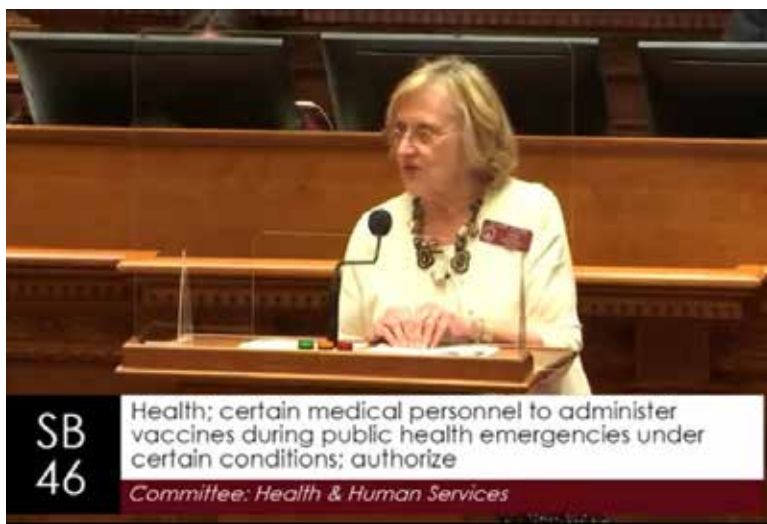 SB
46
Health; certain medical personnel to administer
vaccines during public health emergencies under
certain conditions; authorize
Committee: Health & Human Services